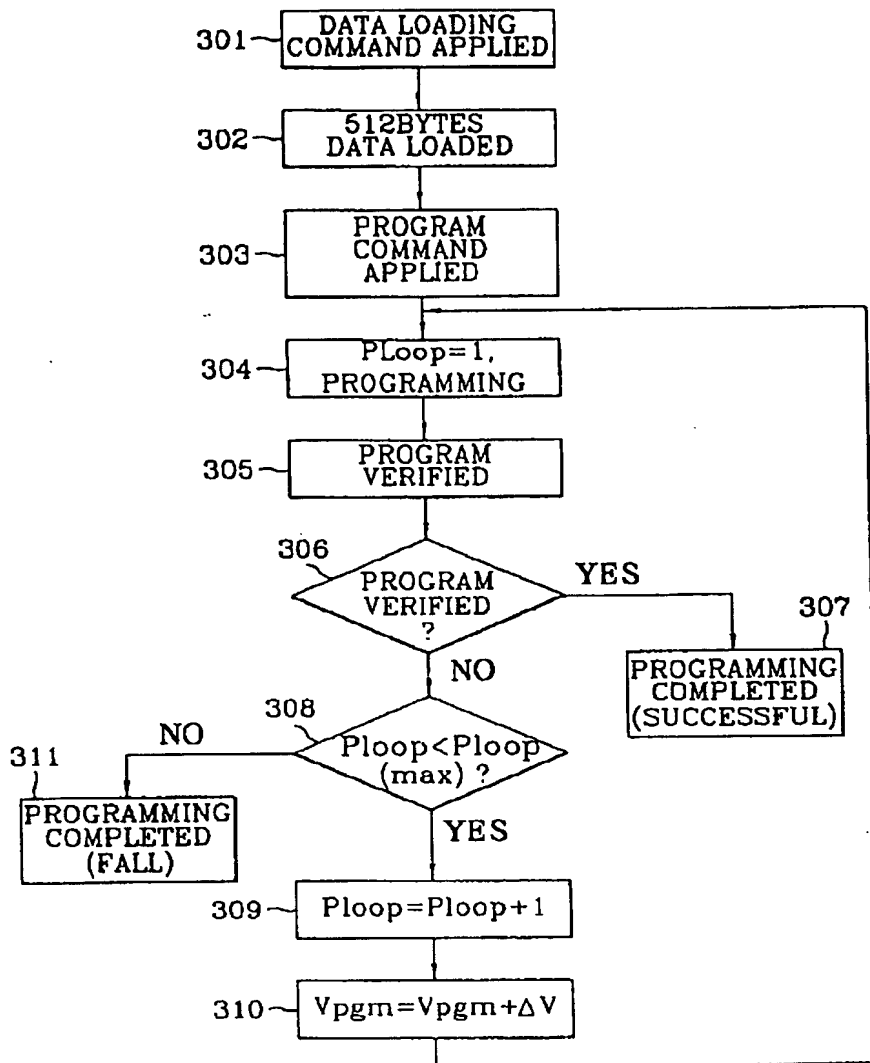 301
DATA LOADING
COMMAND APPLIED
302
512BYTES
DATA LOADED
303
PROGRAM
COMMAND
APPLIED
304
PLoop=1,
PROGRAMMING
305
PROGRAM
VERIFIED
306
PROGRAM
VERIFIED
?
YES
307
PROGRAMMING
COMPLETED
(SUCCESSFUL)
NO
308
Ploop<Ploop
(max) ?
NO
311
PROGRAMMING
COMPLETED
(FALL)
YES
309
Ploop=Ploop+1
310
Vpgm=Vpgm+ΔV